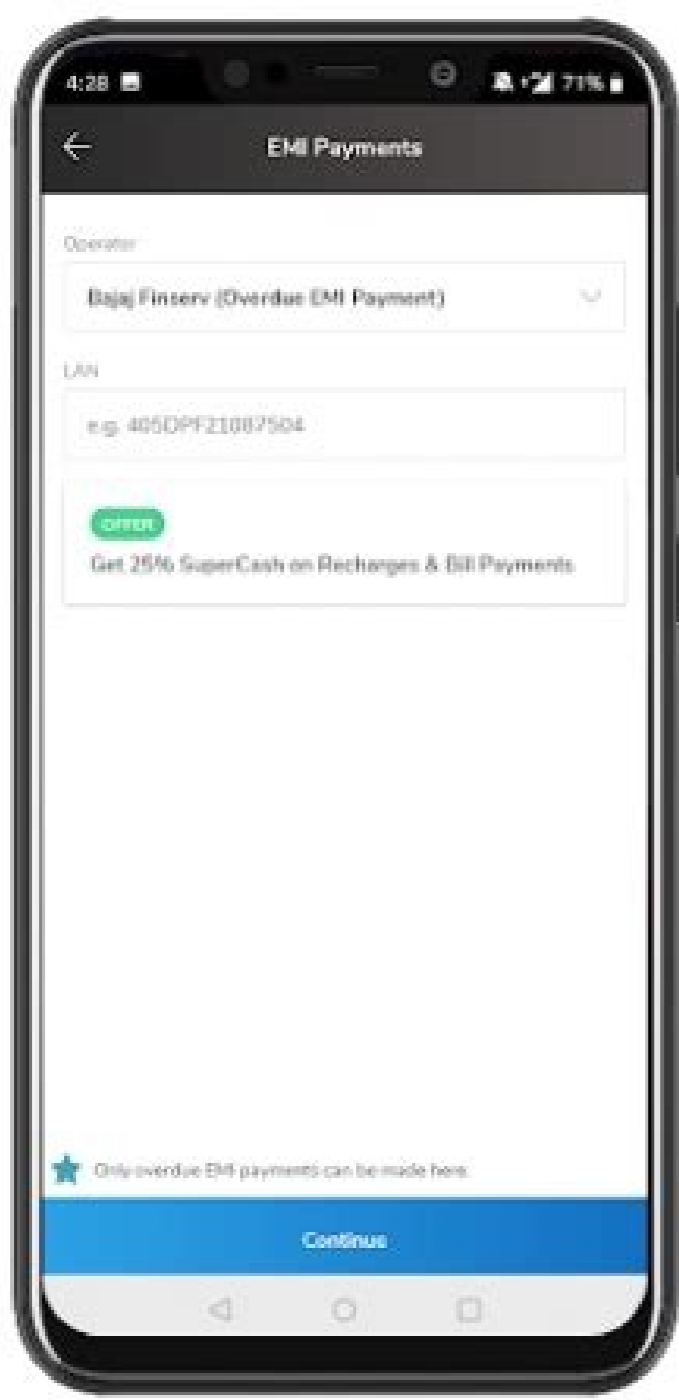 4:28
71%
EMI Payments
Operator
Bajaj Finserv (Overdue EMI Payment)
LAN
e.g. 405DPF21087504
OFFER
Get 25% SuperCash on Recharges & Bill Payments
Only overdue EMI payments can be made here.
Continue